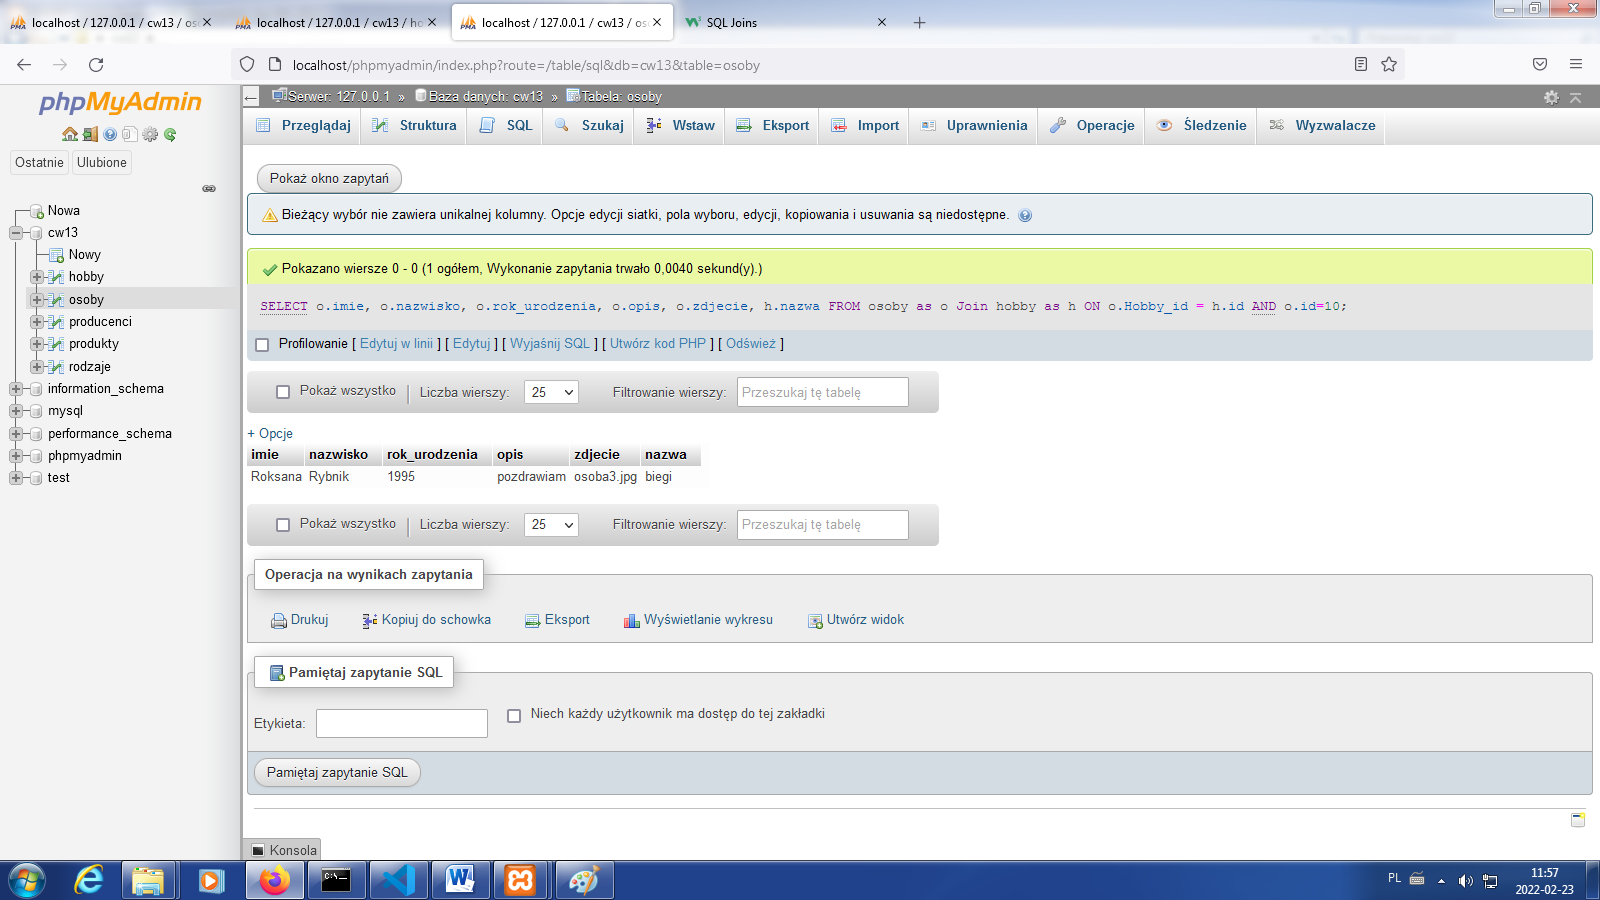 localhost / 127.0.0.1 / cw13 / os
localhost / 127.0.0.1 / cw13 / ho
localhost / 127.0.0.1 / cw13 / os
SQL Joins
localhost/phpmyadmin/index.php?route=/table/sql&db=cw13&table=osoby
phpMyAdmin
Ostatnie Ulubione
Nowa
cw13
Nowy
hobby
osoby
producenci
produkty
rodzaje
information_schema
mysql
performance_schema
phpmyadmin
test
Serwer: 127.0.0.1 » Baza danych: cw13 » Tabela: osoby
Przeglądaj Struktura SQL Szukaj Wstaw Eksport Import Uprawnienia Operacje Śledzenie Wyzwalacze
Pokaż okno zapytań
Bieżący wybór nie zawiera unikalnej kolumny. Opcje edycji siatki, pola wyboru, edycji, kopiowania i usuwania są niedostępne.
Pokazano wiersze 0 - 0 (1 ogółem, Wykonanie zapytania trwało 0,0040 sekund(y).)
SELECT o.imie, o.nazwisko, o.rok_urodzenia, o.opis, o.zdjecie, h.nazwa FROM osoby as o Join hobby as h ON o.Hobby_id = h.id AND o.id=10;
Profilowanie [ Edytuj w linii ] [ Edytuj ] [ Wyjaśnij SQL ] [ Utwórz kod PHP ] [ Odśwież ]
Pokaż wszystko | Liczba wierszy: 25 Filtrowanie wierszy: Przeszukaj tę tabelę
+ Opcje
imie nazwisko rok_urodzenia opis zdjecie nazwa
Roksana Rybnik 1995 pozdrawiam osoba3.jpg biegi
Pokaż wszystko | Liczba wierszy: 25 Filtrowanie wierszy: Przeszukaj tę tabelę
Operacja na wynikach zapytania
Drukuj Kopiuj do schowka Eksport Wyświetlanie wykresu Utwórz widok
Pamiętaj zapytanie SQL
Etykieta: Niech każdy użytkownik ma dostęp do tej zakładki
Pamiętaj zapytanie SQL
Konsola
PL
11:57
2022-02-23